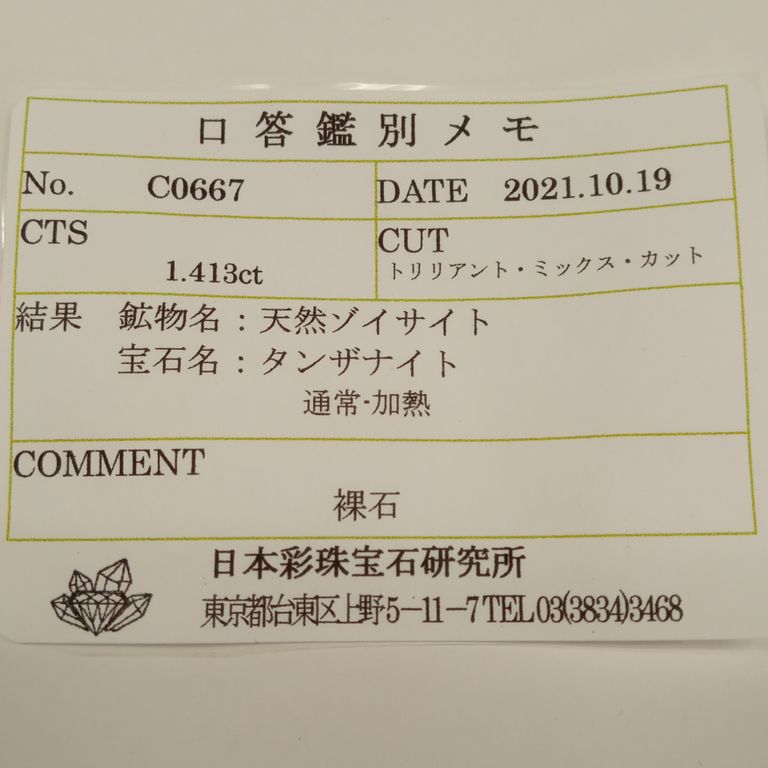 口答鑑別メモ
No. C0667 DATE 2021.10.19
CTS CUT
1.413ct トリリアント・ミックス・カット
結果 鉱物名：天然ゾイサイト
宝石名：タンザナイト
通常・加熱
COMMENT
裸石
日本彩珠宝石研究所
東京都台東区上野5-11-7 TEL 03(3834)3468